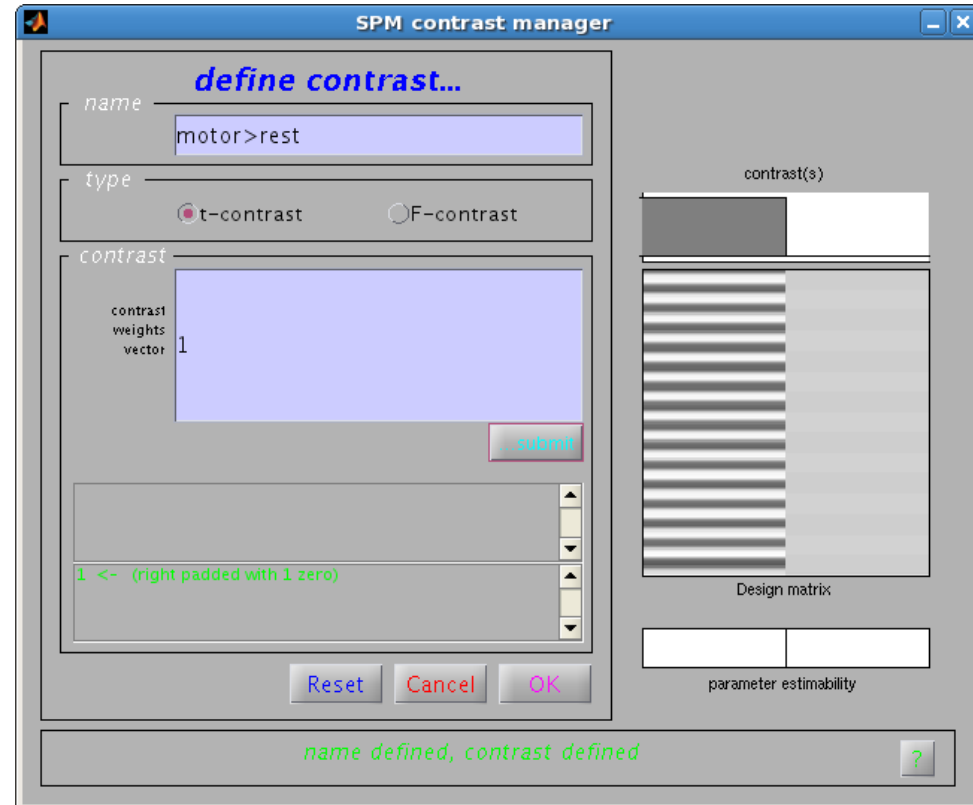 SPM contrast manager
define contrast...
name
motor>rest
type
t-contrast
F-contrast
contrast
contrast
weights
vector
1
...submit
1 <- (right padded with 1 zero)
Reset
Cancel
OK
contrast(s)
Design matrix
parameter estimability
name defined, contrast defined
?